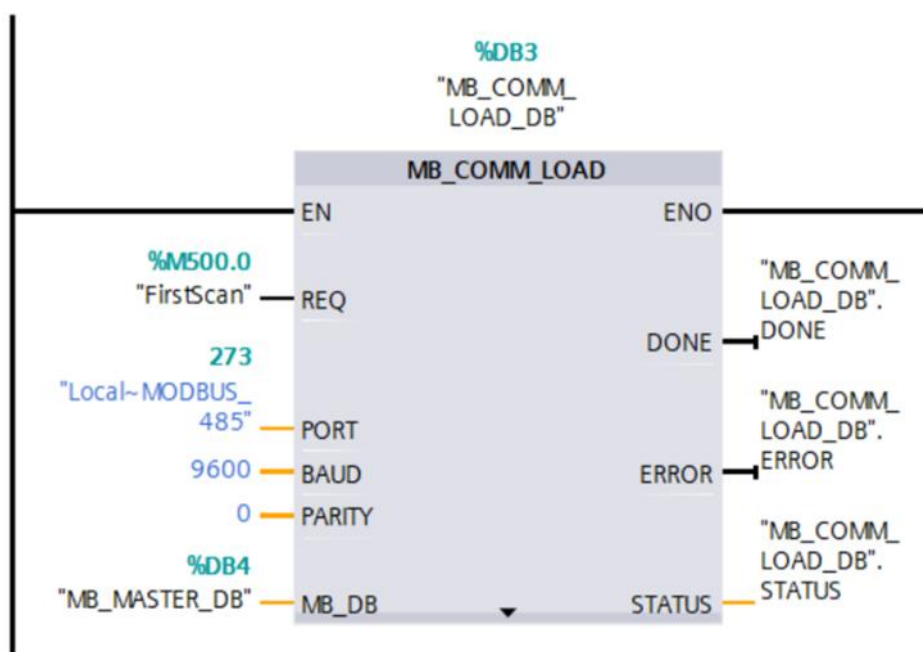 %DB3
"MB_COMM_
LOAD_DB"
MB_COMM_LOAD
EN
ENO
%M500.0
"FirstScan"
REQ
"MB_COMM_
LOAD_DB".
DONE
DONE
273
"Local~MODBUS_
485"
PORT
"MB_COMM_
LOAD_DB".
ERROR
9600
BAUD
ERROR
0
PARITY
"MB_COMM_
LOAD_DB".
STATUS
%DB4
"MB_MASTER_DB"
MB_DB
STATUS